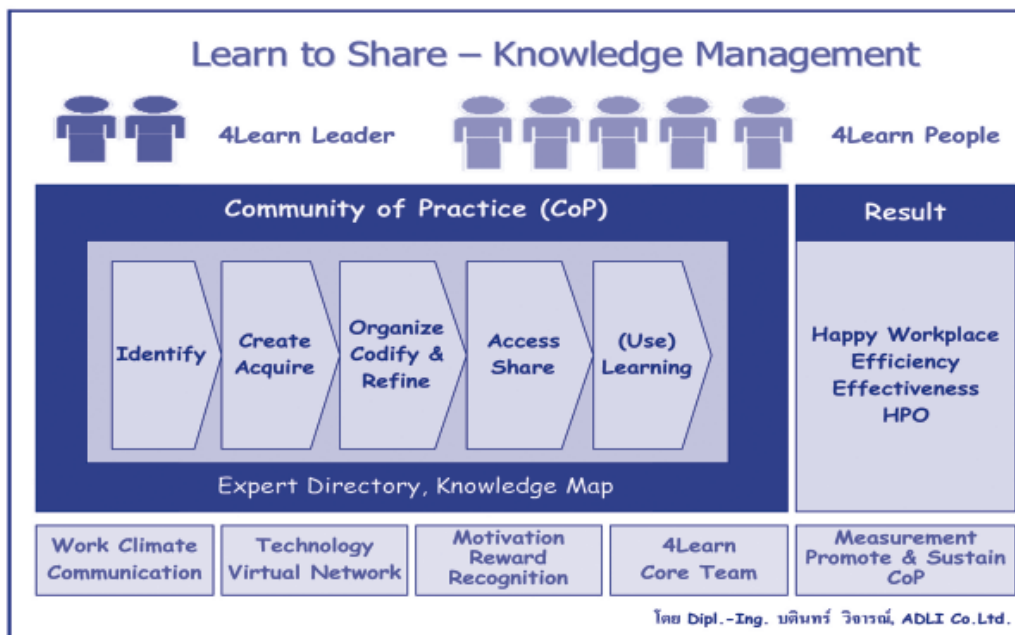 Learn to Share – Knowledge Management
4Learn Leader
4Learn People
Community of Practice (CoP)
Result
Identify
Create
Acquire
Organize
Codify &
Refine
Access
Share
(Use)
Learning
Happy Workplace
Efficiency
Effectiveness
HPO
Expert Directory, Knowledge Map
Work Climate
Communication
Technology
Virtual Network
Motivation
Reward
Recognition
4Learn
Core Team
Measurement
Promote & Sustain
CoP
โดย Dipl.-Ing. บดินทร์ วิจารณ์, ADLI Co.Ltd.